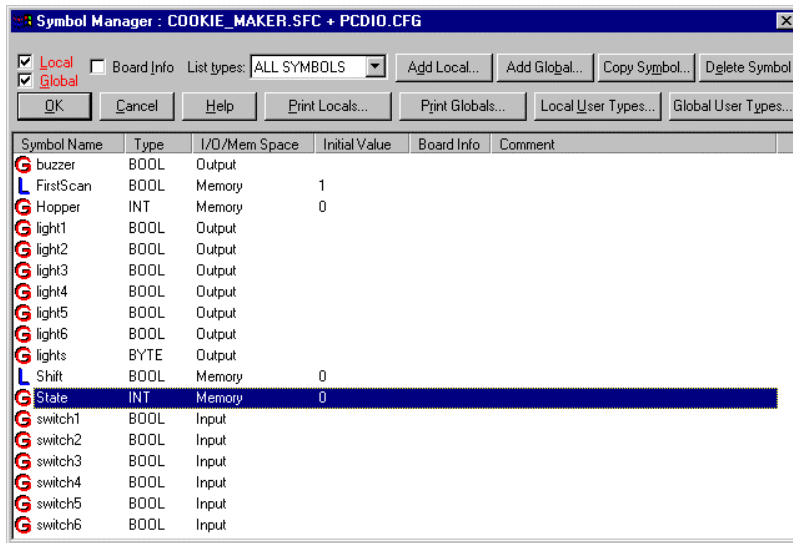 Symbol Manager : COOKIE_MAKER.SFC + PCDIO.CFG
Local
Global
Board Info List types: ALL SYMBOLS Add Local... Add Global... Copy Symbol... Delete Symbol
OK Cancel Help Print Locals... Print Globals... Local User Types... Global User Types...
Symbol Name Type I/O/Mem Space Initial Value Board Info Comment
G buzzer BOOL Output
L FirstScan BOOL Memory 1
G Hopper INT Memory 0
G light1 BOOL Output
G light2 BOOL Output
G light3 BOOL Output
G light4 BOOL Output
G light5 BOOL Output
G light6 BOOL Output
G lights BYTE Output
L Shift BOOL Memory 0
G State INT Memory 0
G switch1 BOOL Input
G switch2 BOOL Input
G switch3 BOOL Input
G switch4 BOOL Input
G switch5 BOOL Input
G switch6 BOOL Input